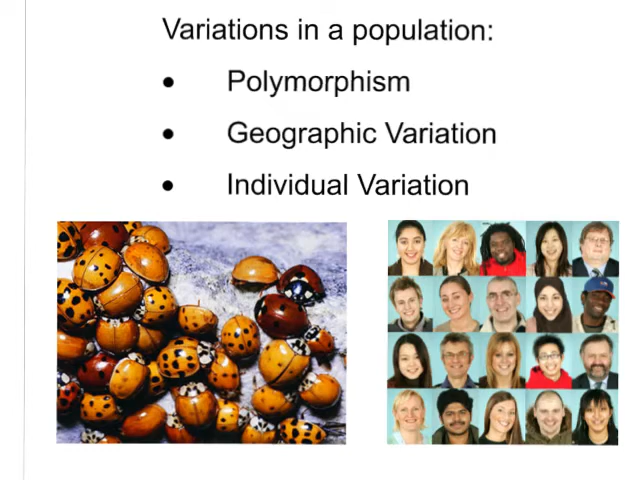 Variations in a population:
• Polymorphism
• Geographic Variation
• Individual Variation